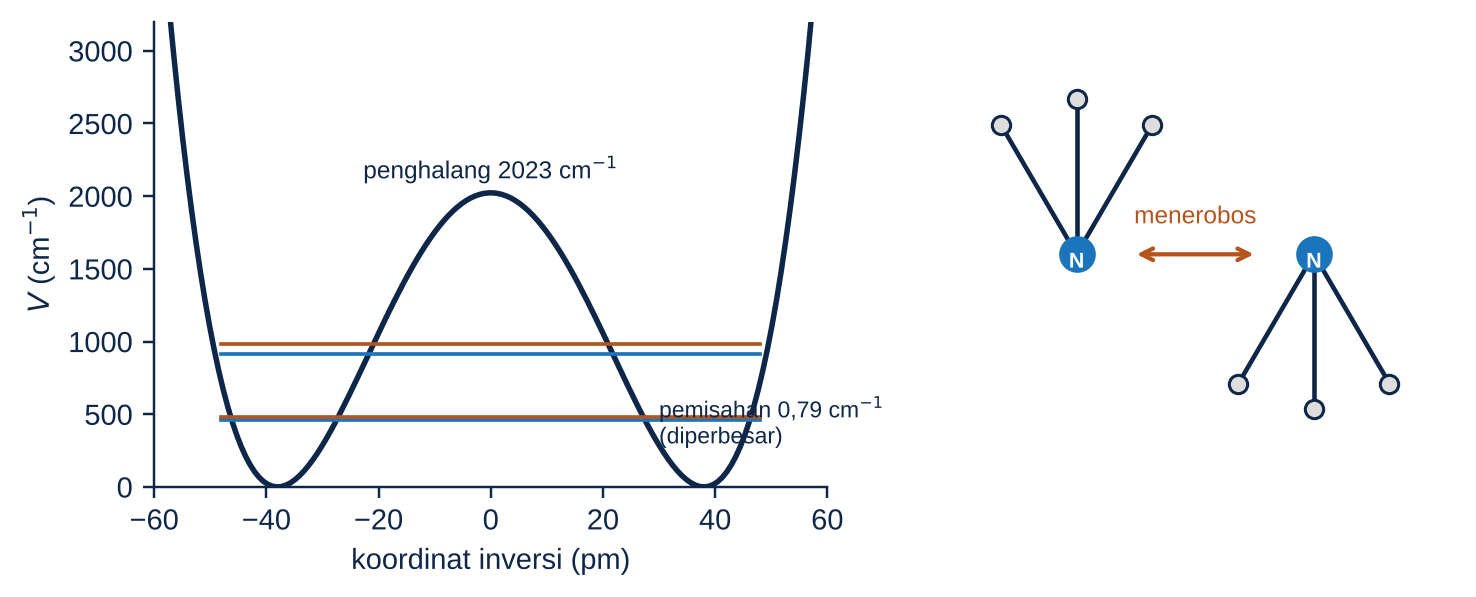 3000
2500
2000
1500
1000
500
0
V (cm⁻¹)
penghalang 2023 cm⁻¹
pemisahan 0,79 cm⁻¹
(diperbesar)
−60
−40
−20
0
20
40
60
koordinat inversi (pm)
menerobos
N
N